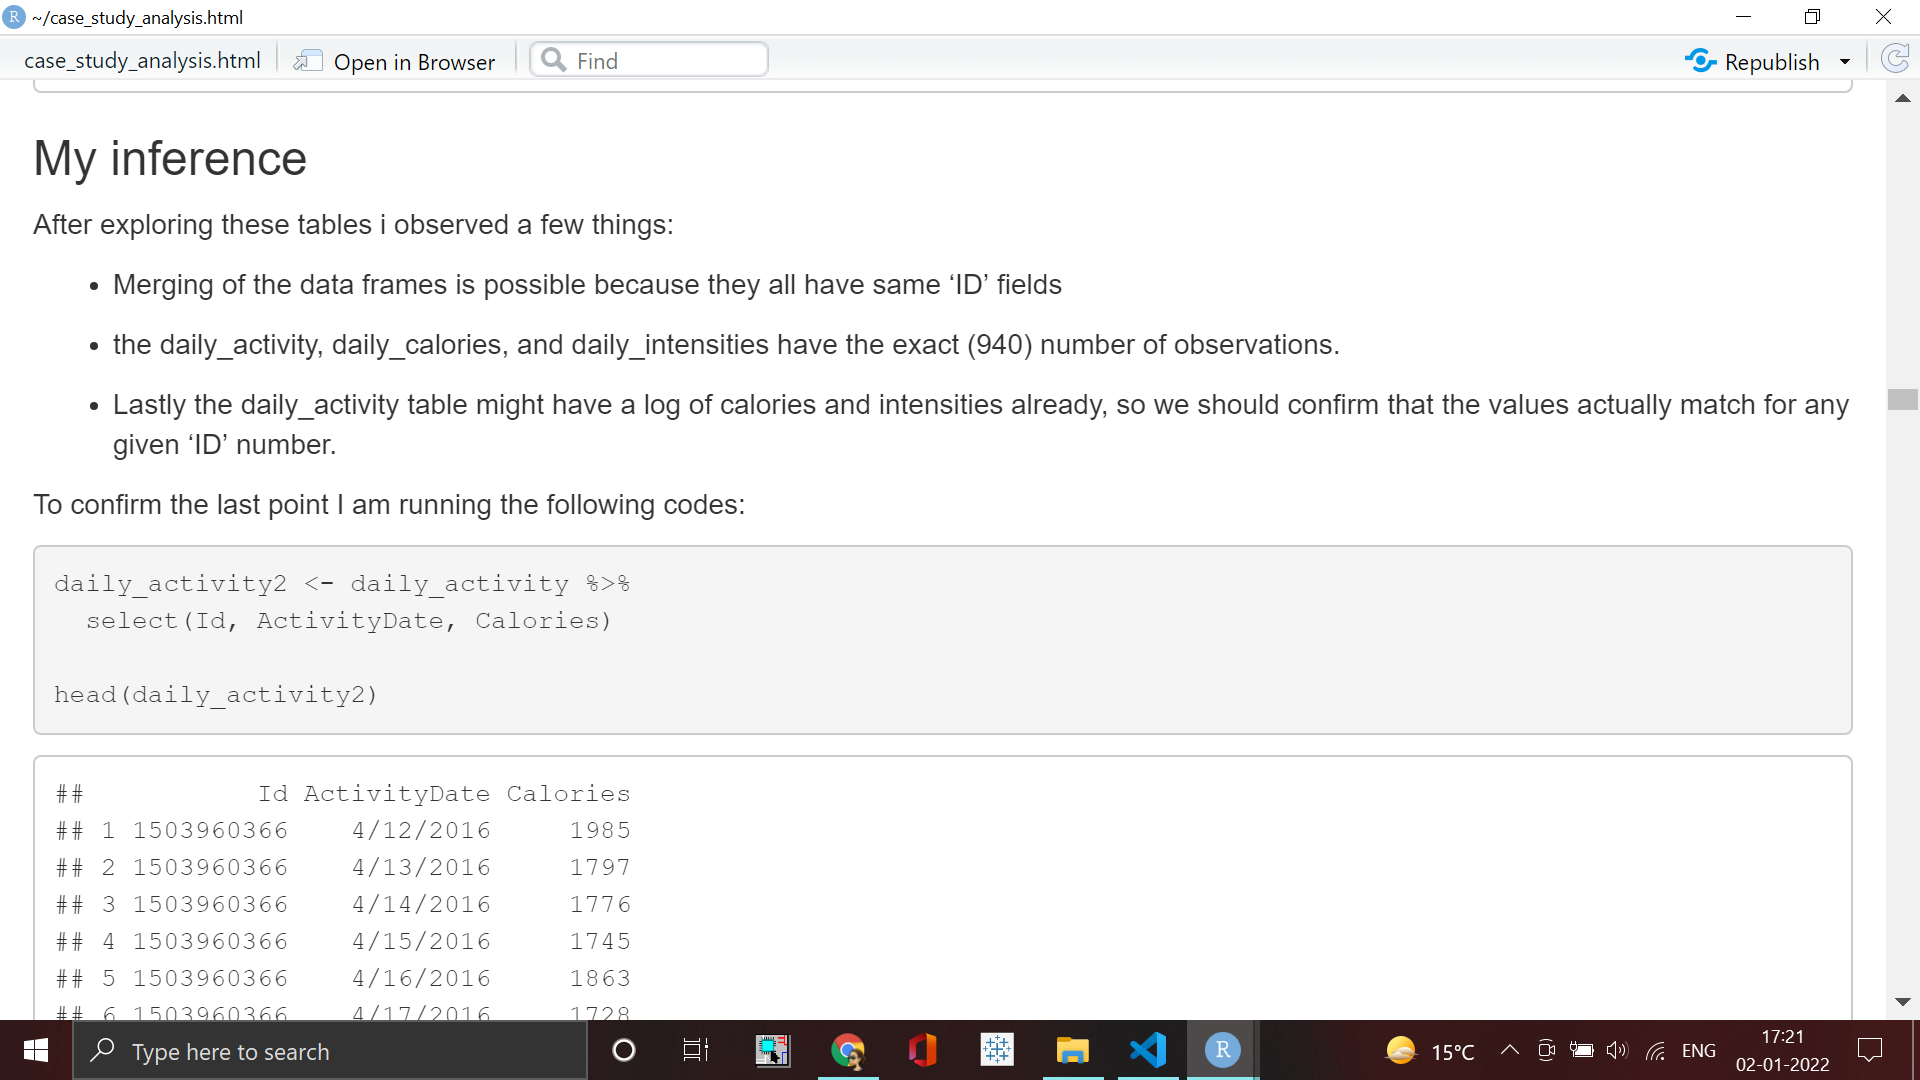 ~/case_study_analysis.html
case_study_analysis.html Open in Browser Find Republish
My inference
After exploring these tables i observed a few things:
• Merging of the data frames is possible because they all have same ‘ID’ fields
• the daily_activity, daily_calories, and daily_intensities have the exact (940) number of observations.
• Lastly the daily_activity table might have a log of calories and intensities already, so we should confirm that the values actually match for any
given ‘ID’ number.
To confirm the last point I am running the following codes:
daily_activity2 <- daily_activity %>%
  select(Id, ActivityDate, Calories)
head(daily_activity2)
##           Id ActivityDate Calories
## 1 1503960366    4/12/2016     1985
## 2 1503960366    4/13/2016     1797
## 3 1503960366    4/14/2016     1776
## 4 1503960366    4/15/2016     1745
## 5 1503960366    4/16/2016     1863
## 6 1503960366    4/17/2016     1728
Type here to search
R
15°C
ENG
17:21
02-01-2022